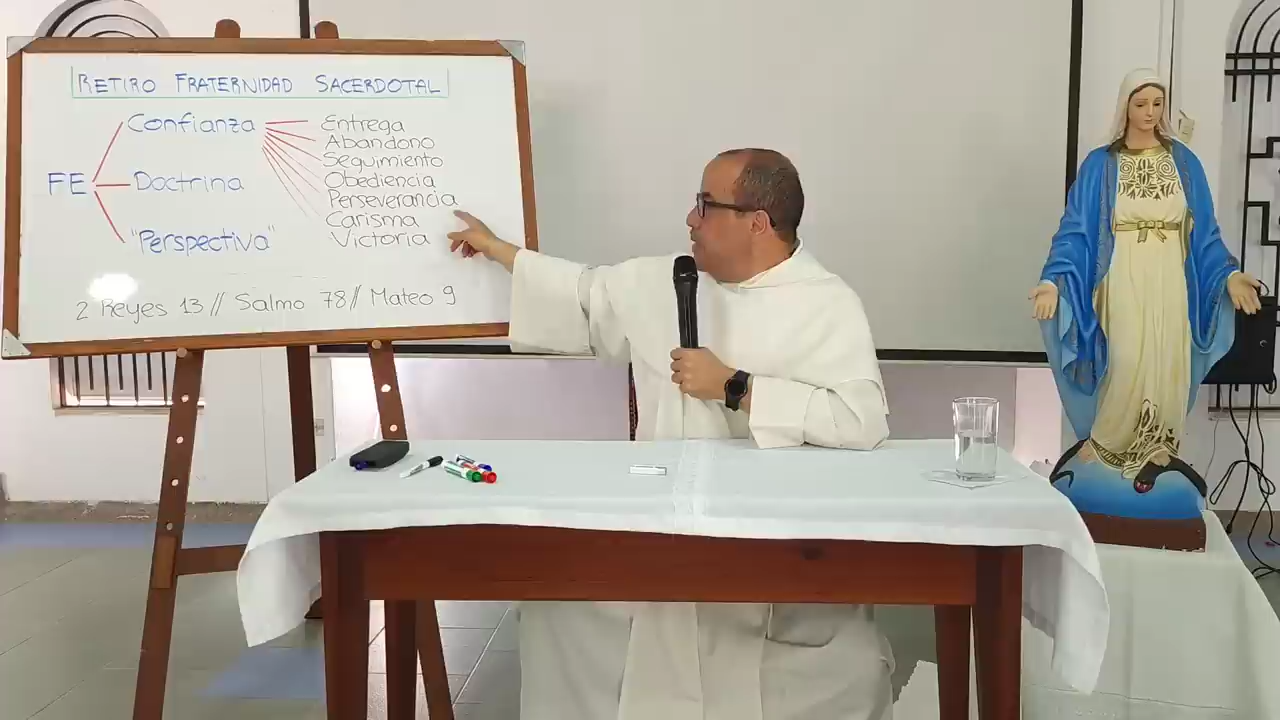 RETIRO FRATERNIDAD SACERDOTAL
FE
Confianza
Doctrina
"Perspectiva"
Entrega
Abandono
Seguimiento
Obediencia
Perseverancia
Carisma
Victoria
2 Reyes 13 // Salmo 78 // Mateo 9